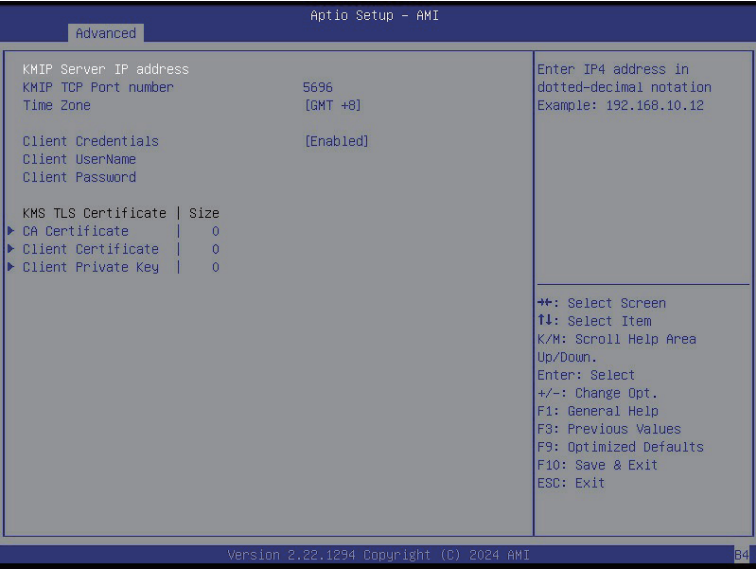 Aptio Setup – AMI
Advanced
KMIP Server IP address
KMIP TCP Port number 5696
Time Zone [GMT +8]
Client Credentials [Enabled]
Client UserName
Client Password
KMS TLS Certificate | Size
▶ CA Certificate | 0
▶ Client Certificate | 0
▶ Client Private Key | 0
Enter IP4 address in
dotted-decimal notation
Example: 192.168.10.12
→←: Select Screen
↑↓: Select Item
K/M: Scroll Help Area
Up/Down.
Enter: Select
+/-: Change Opt.
F1: General Help
F3: Previous Values
F9: Optimized Defaults
F10: Save & Exit
ESC: Exit
Version 2.22.1294 Copyright (C) 2024 AMI
B4